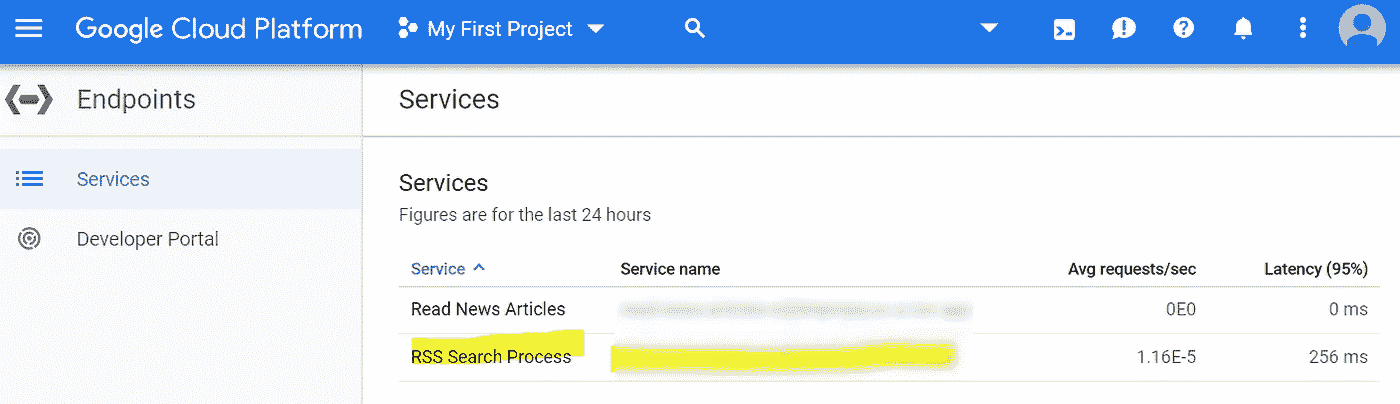 Google Cloud Platform My First Project
Endpoints Services
Services
Developer Portal
Services
Figures are for the last 24 hours
Service Service name Avg requests/sec Latency (95%)
Read News Articles 0E0 0 ms
RSS Search Process 1.16E-5 256 ms